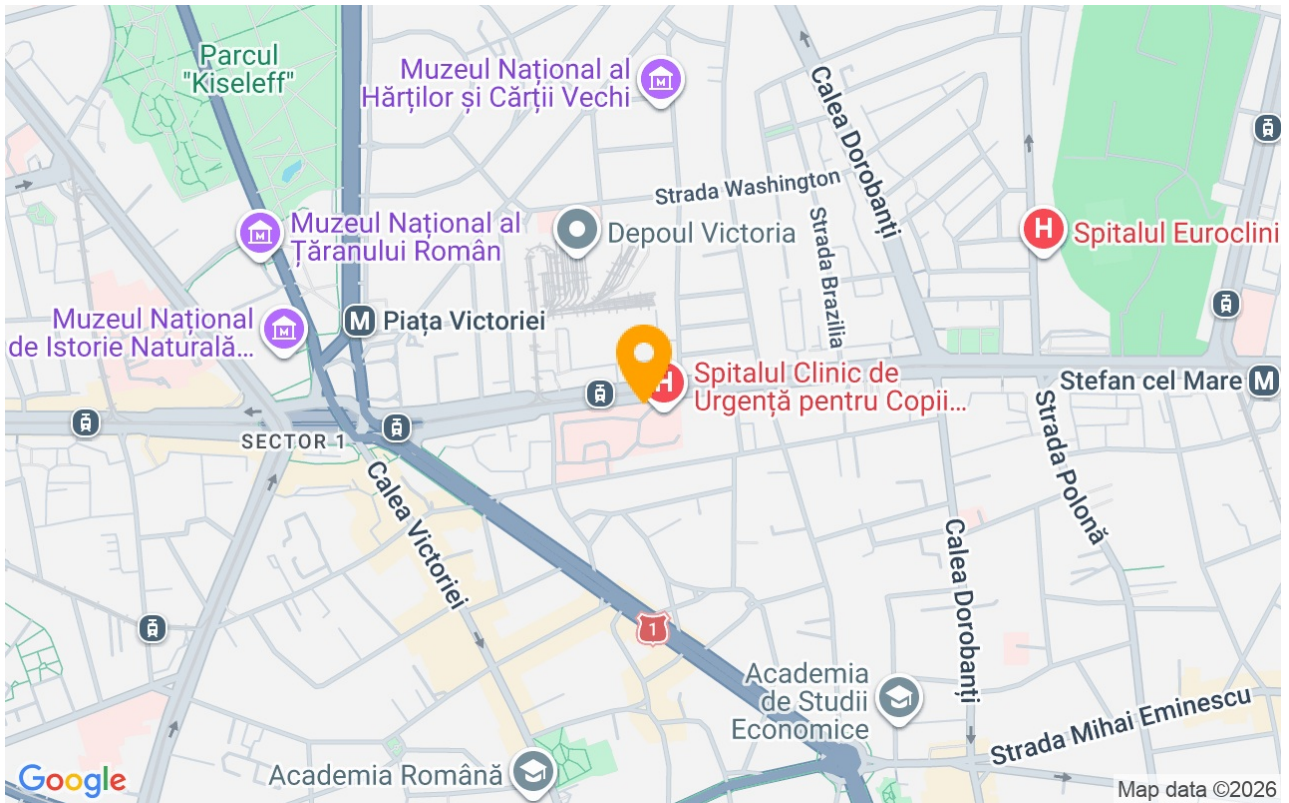 Parcul
"Kiseleff"
Muzeul Național al
Hărților și Cărții Vechi
Calea Dorobanți
Strada Washington
Muzeul Național al
Țăranului Român
Depoul Victoria
Strada Brazilia
H
Spitalul Euroclini
Muzeul Național
de Istorie Naturală...
M
Piața Victoriei
H
Spitalul Clinic de
Urgență pentru Copii...
Stefan cel Mare
M
SECTOR 1
Calea Victoriei
Strada Polonă
Calea Dorobanți
1
Academia
de Studii
Economice
Strada Mihai Eminescu
Academia Română
Google
Map data ©2026